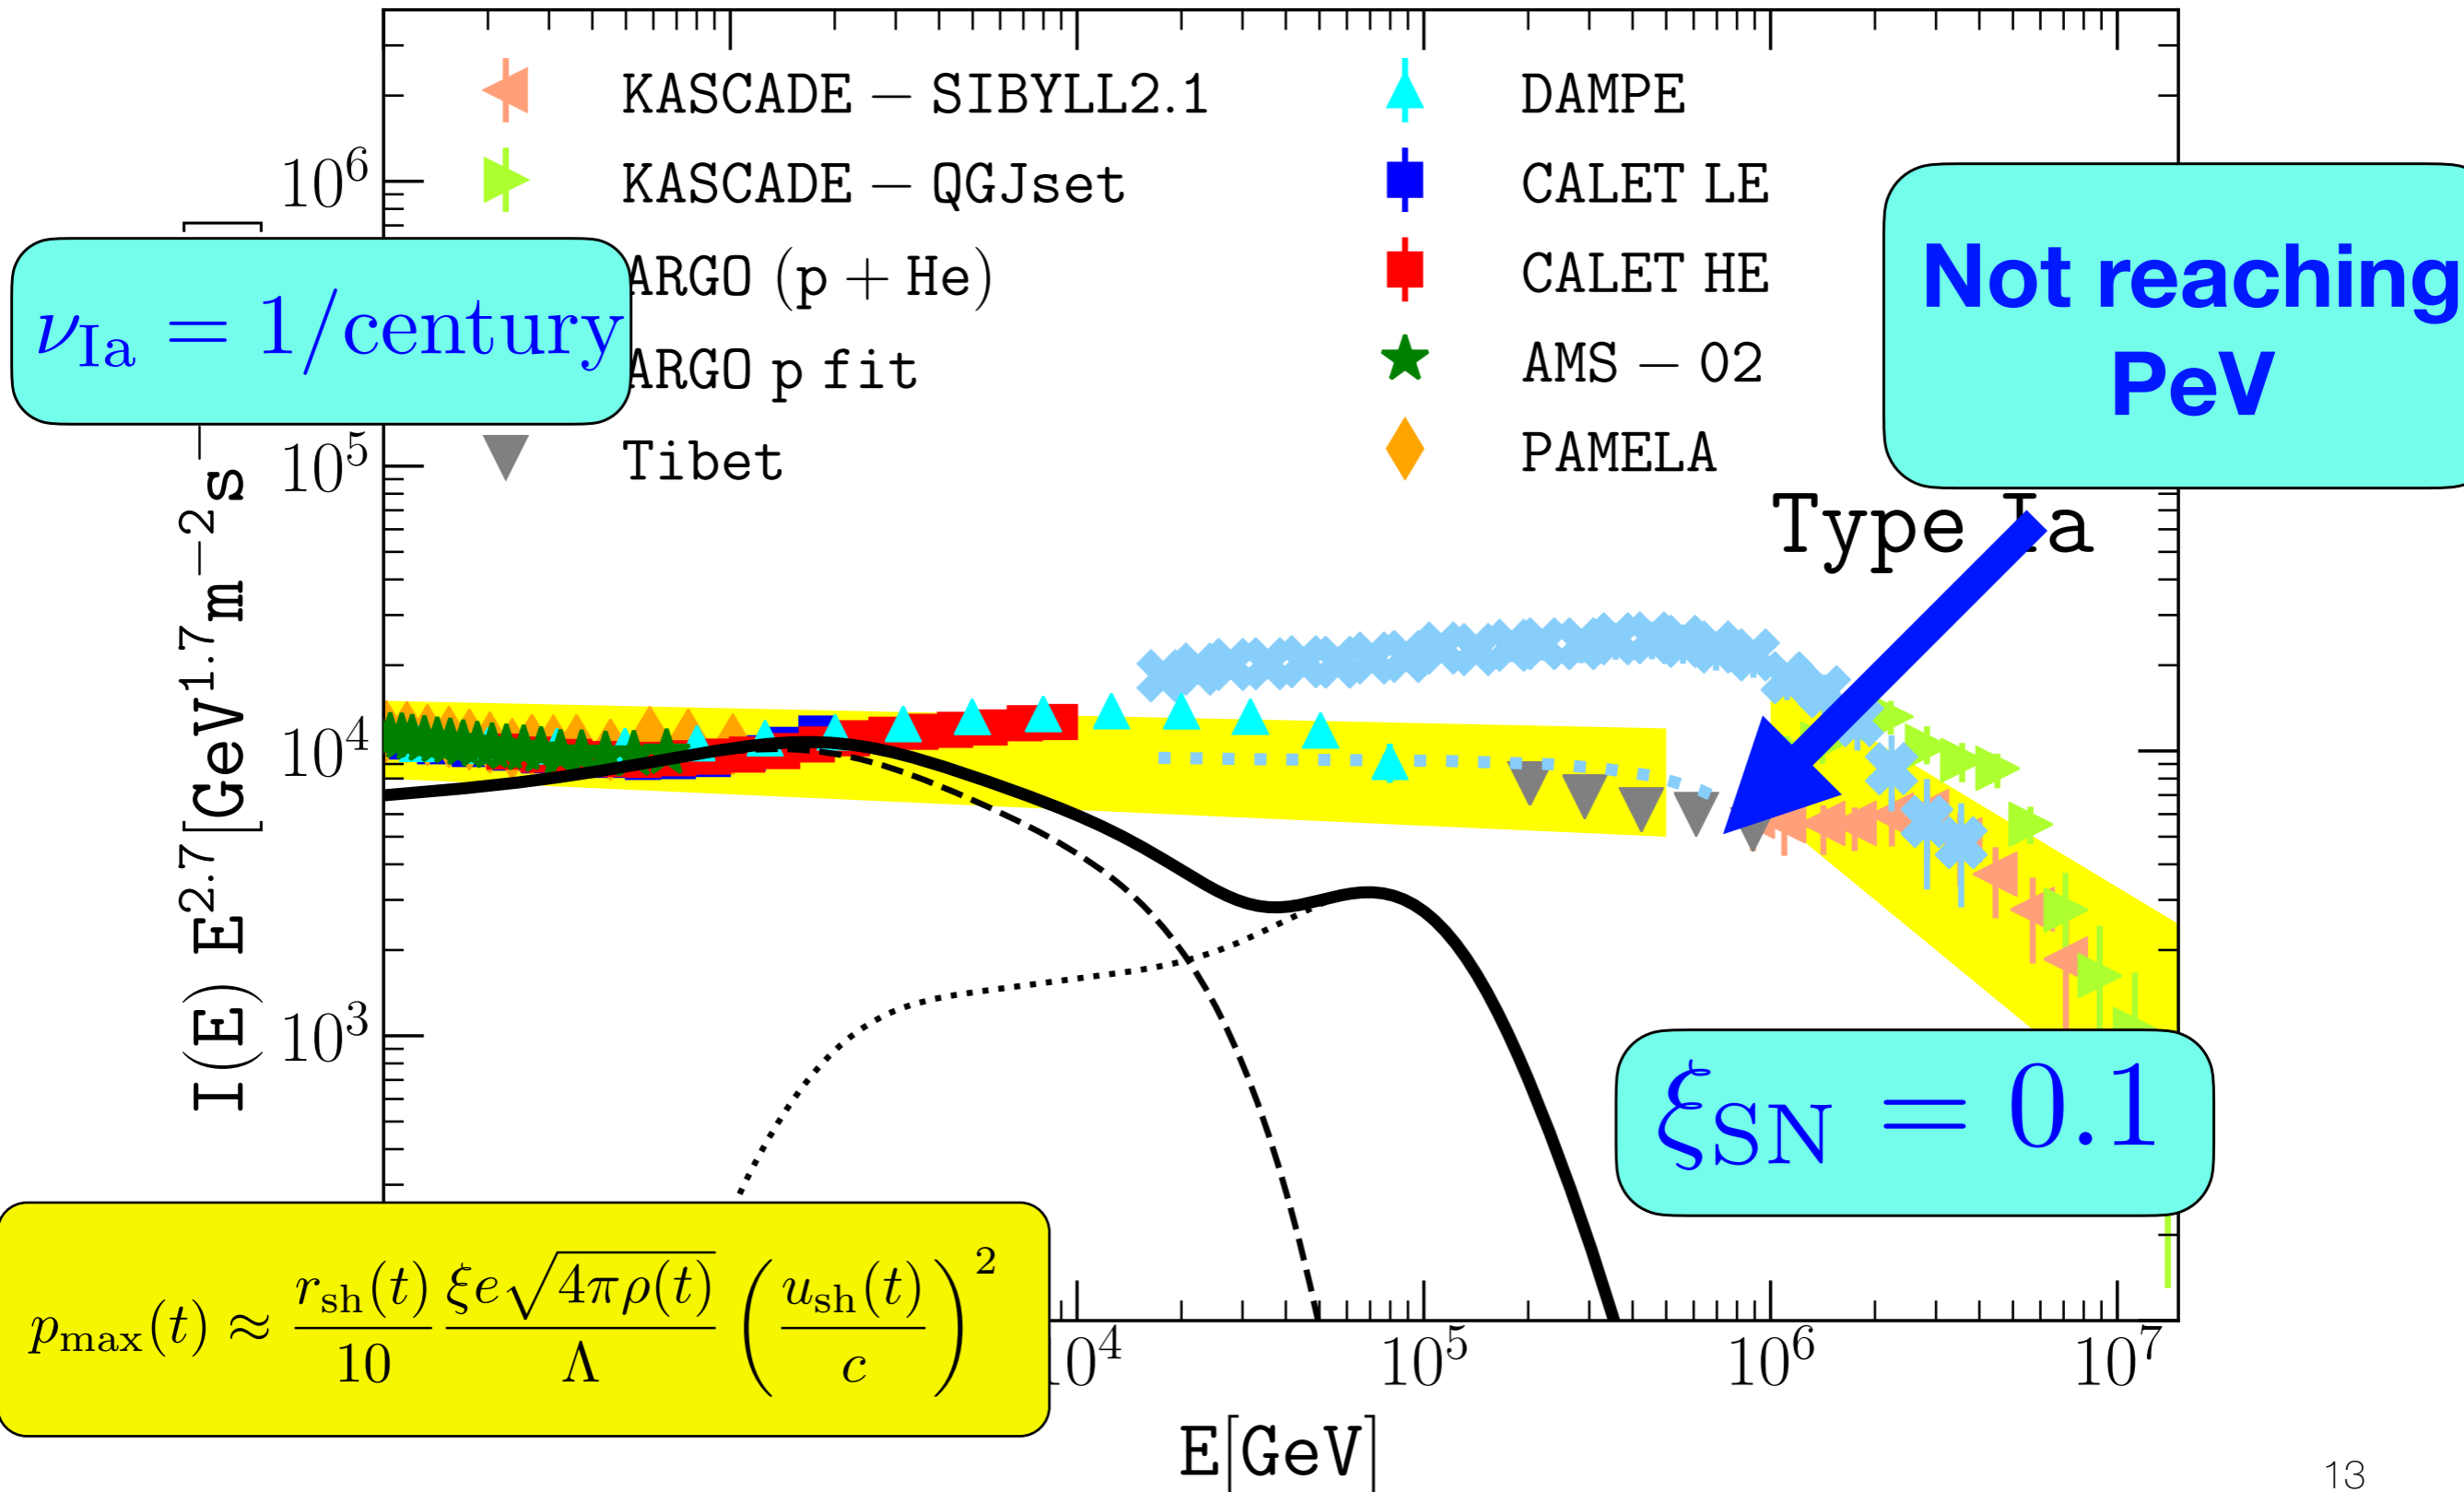 KASCADE − SIBYLL2.1
KASCADE − QGJset
ARGO (p + He)
ARGO p fit
Tibet
DAMPE
CALET LE
CALET HE
AMS − 02
PAMELA
Not reaching
PeV
ν_Ia = 1/century
Type Ia
ξ_SN = 0.1
p_max(t) ≈ r_sh(t)/10 ξe√(4πρ(t))/Λ (u_sh(t)/c)^2
I(E) E^2.7[GeV^1.7m^−2s^−
10^6
10^5
10^4
10^3
10^4
10^5
10^6
10^7
E[GeV]
13